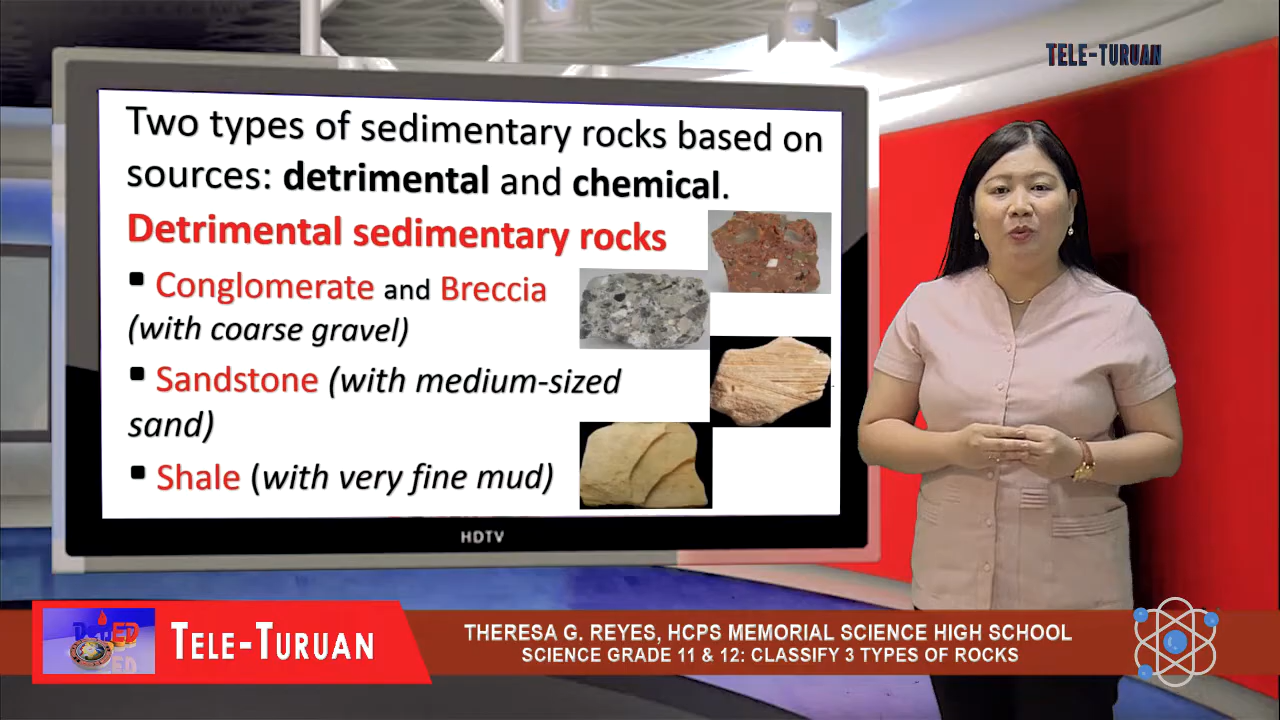 TELE-TURUAN
Two types of sedimentary rocks based on
sources: detrimental and chemical.
Detrimental sedimentary rocks
▪ Conglomerate and Breccia
(with coarse gravel)
▪ Sandstone (with medium-sized
sand)
▪ Shale (with very fine mud)
HDTV
DepED
TELE-TURUAN
THERESA G. REYES, HCPS MEMORIAL SCIENCE HIGH SCHOOL
SCIENCE GRADE 11 & 12: CLASSIFY 3 TYPES OF ROCKS